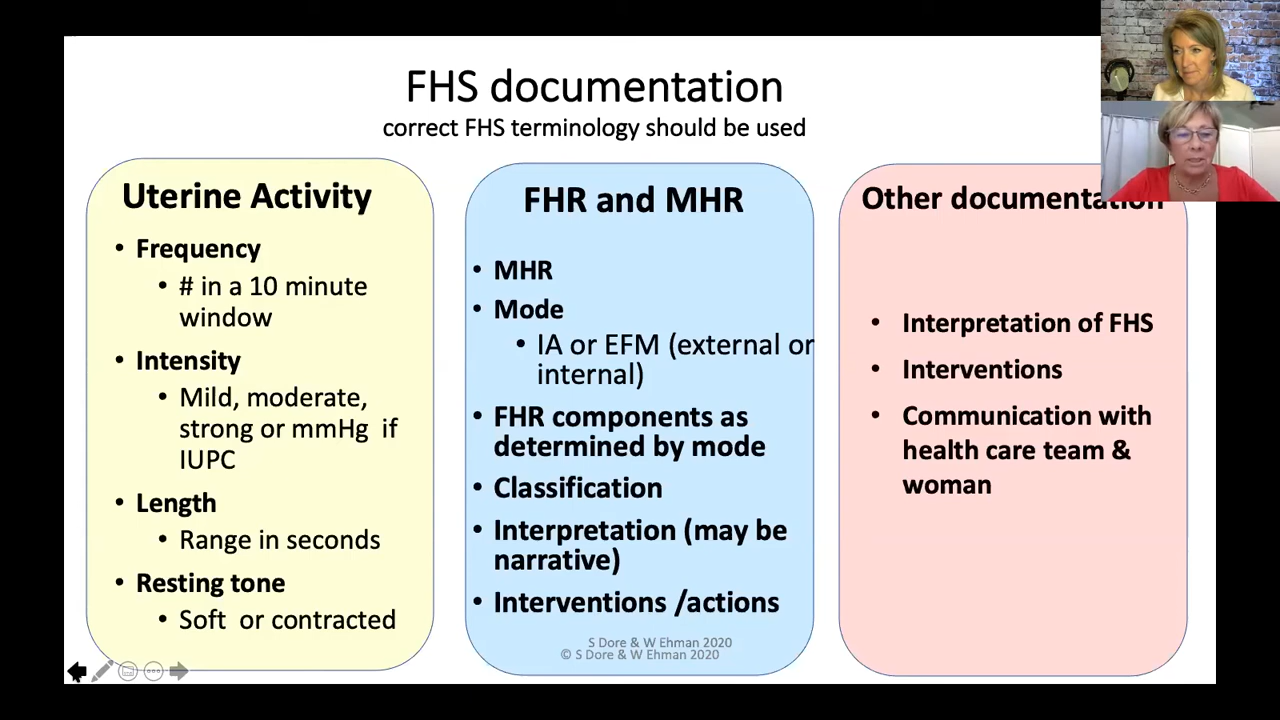 FHS documentation
correct FHS terminology should be used
Uterine Activity
• Frequency
• # in a 10 minute
window
• Intensity
• Mild, moderate,
strong or mmHg if
IUPC
• Length
• Range in seconds
• Resting tone
• Soft or contracted
FHR and MHR
• MHR
• Mode
• IA or EFM (external or
internal)
• FHR components as
determined by mode
• Classification
• Interpretation (may be
narrative)
• Interventions /actions
S Dore & W Ehman 2020
© S Dore & W Ehman 2020
Other documentation
• Interpretation of FHS
• Interventions
• Communication with
health care team &
woman